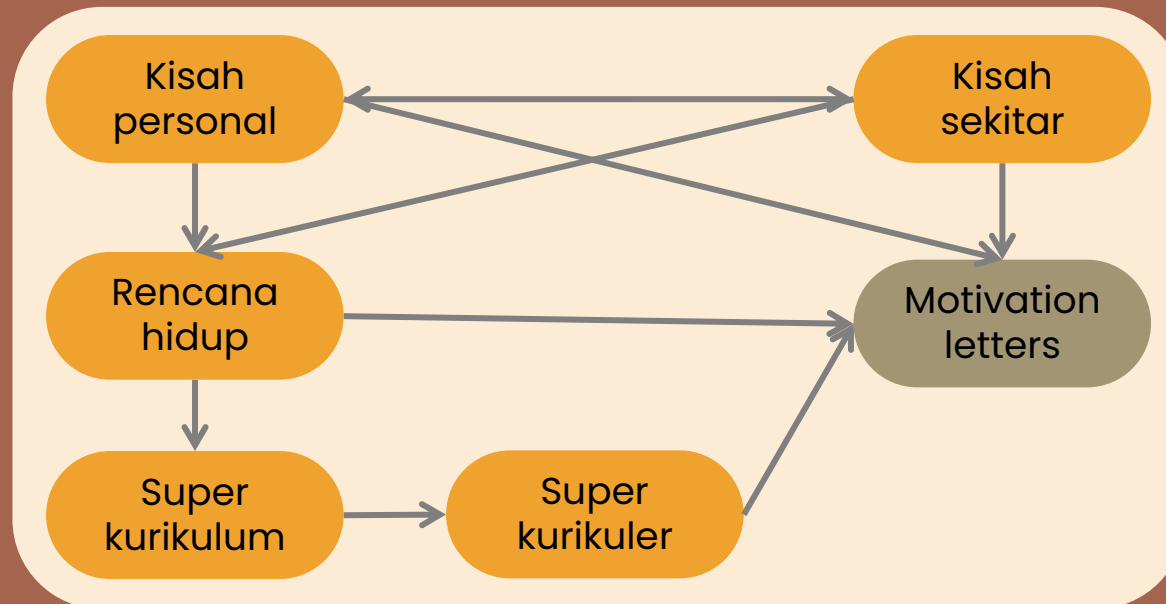 Kisah
personal
Kisah
sekitar
Rencana
hidup
Motivation
letters
Super
kurikulum
Super
kurikuler